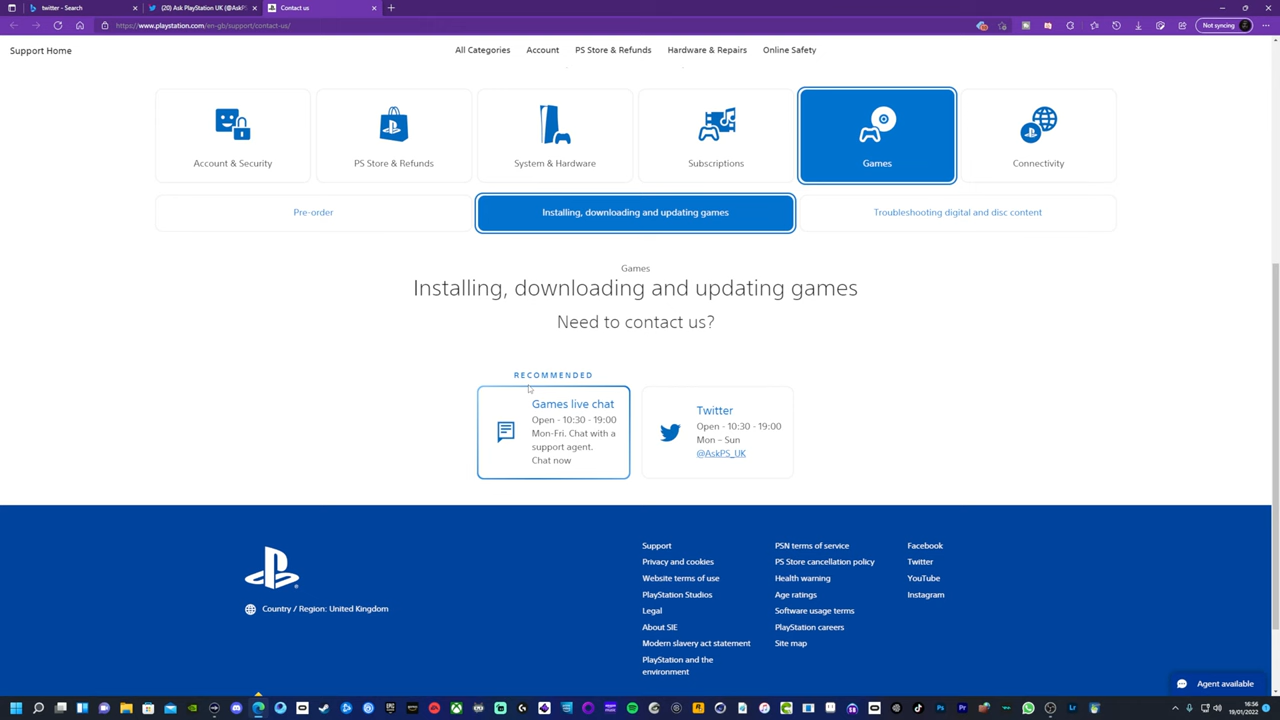 twitter - Search
(20) Ask PlayStation UK (@AskPS
Contact us
https://www.playstation.com/en-gb/support/contact-us/
Not syncing
Support Home
All Categories
Account
PS Store & Refunds
Hardware & Repairs
Online Safety
Account & Security
PS Store & Refunds
System & Hardware
Subscriptions
Games
Connectivity
Pre-order
Installing, downloading and updating games
Troubleshooting digital and disc content
Games
Installing, downloading and updating games
Need to contact us?
RECOMMENDED
Games live chat
Open - 10:30 - 19:00
Mon-Fri. Chat with a
support agent.
Chat now
Twitter
Open - 10:30 - 19:00
Mon – Sun
@AskPS_UK
Country / Region: United Kingdom
Support
Privacy and cookies
Website terms of use
PlayStation Studios
Legal
About SIE
Modern slavery act statement
PlayStation and the
environment
PSN terms of service
PS Store cancellation policy
Health warning
Age ratings
Software usage terms
PlayStation careers
Site map
Facebook
Twitter
YouTube
Instagram
Agent available
16:56
19/01/2022